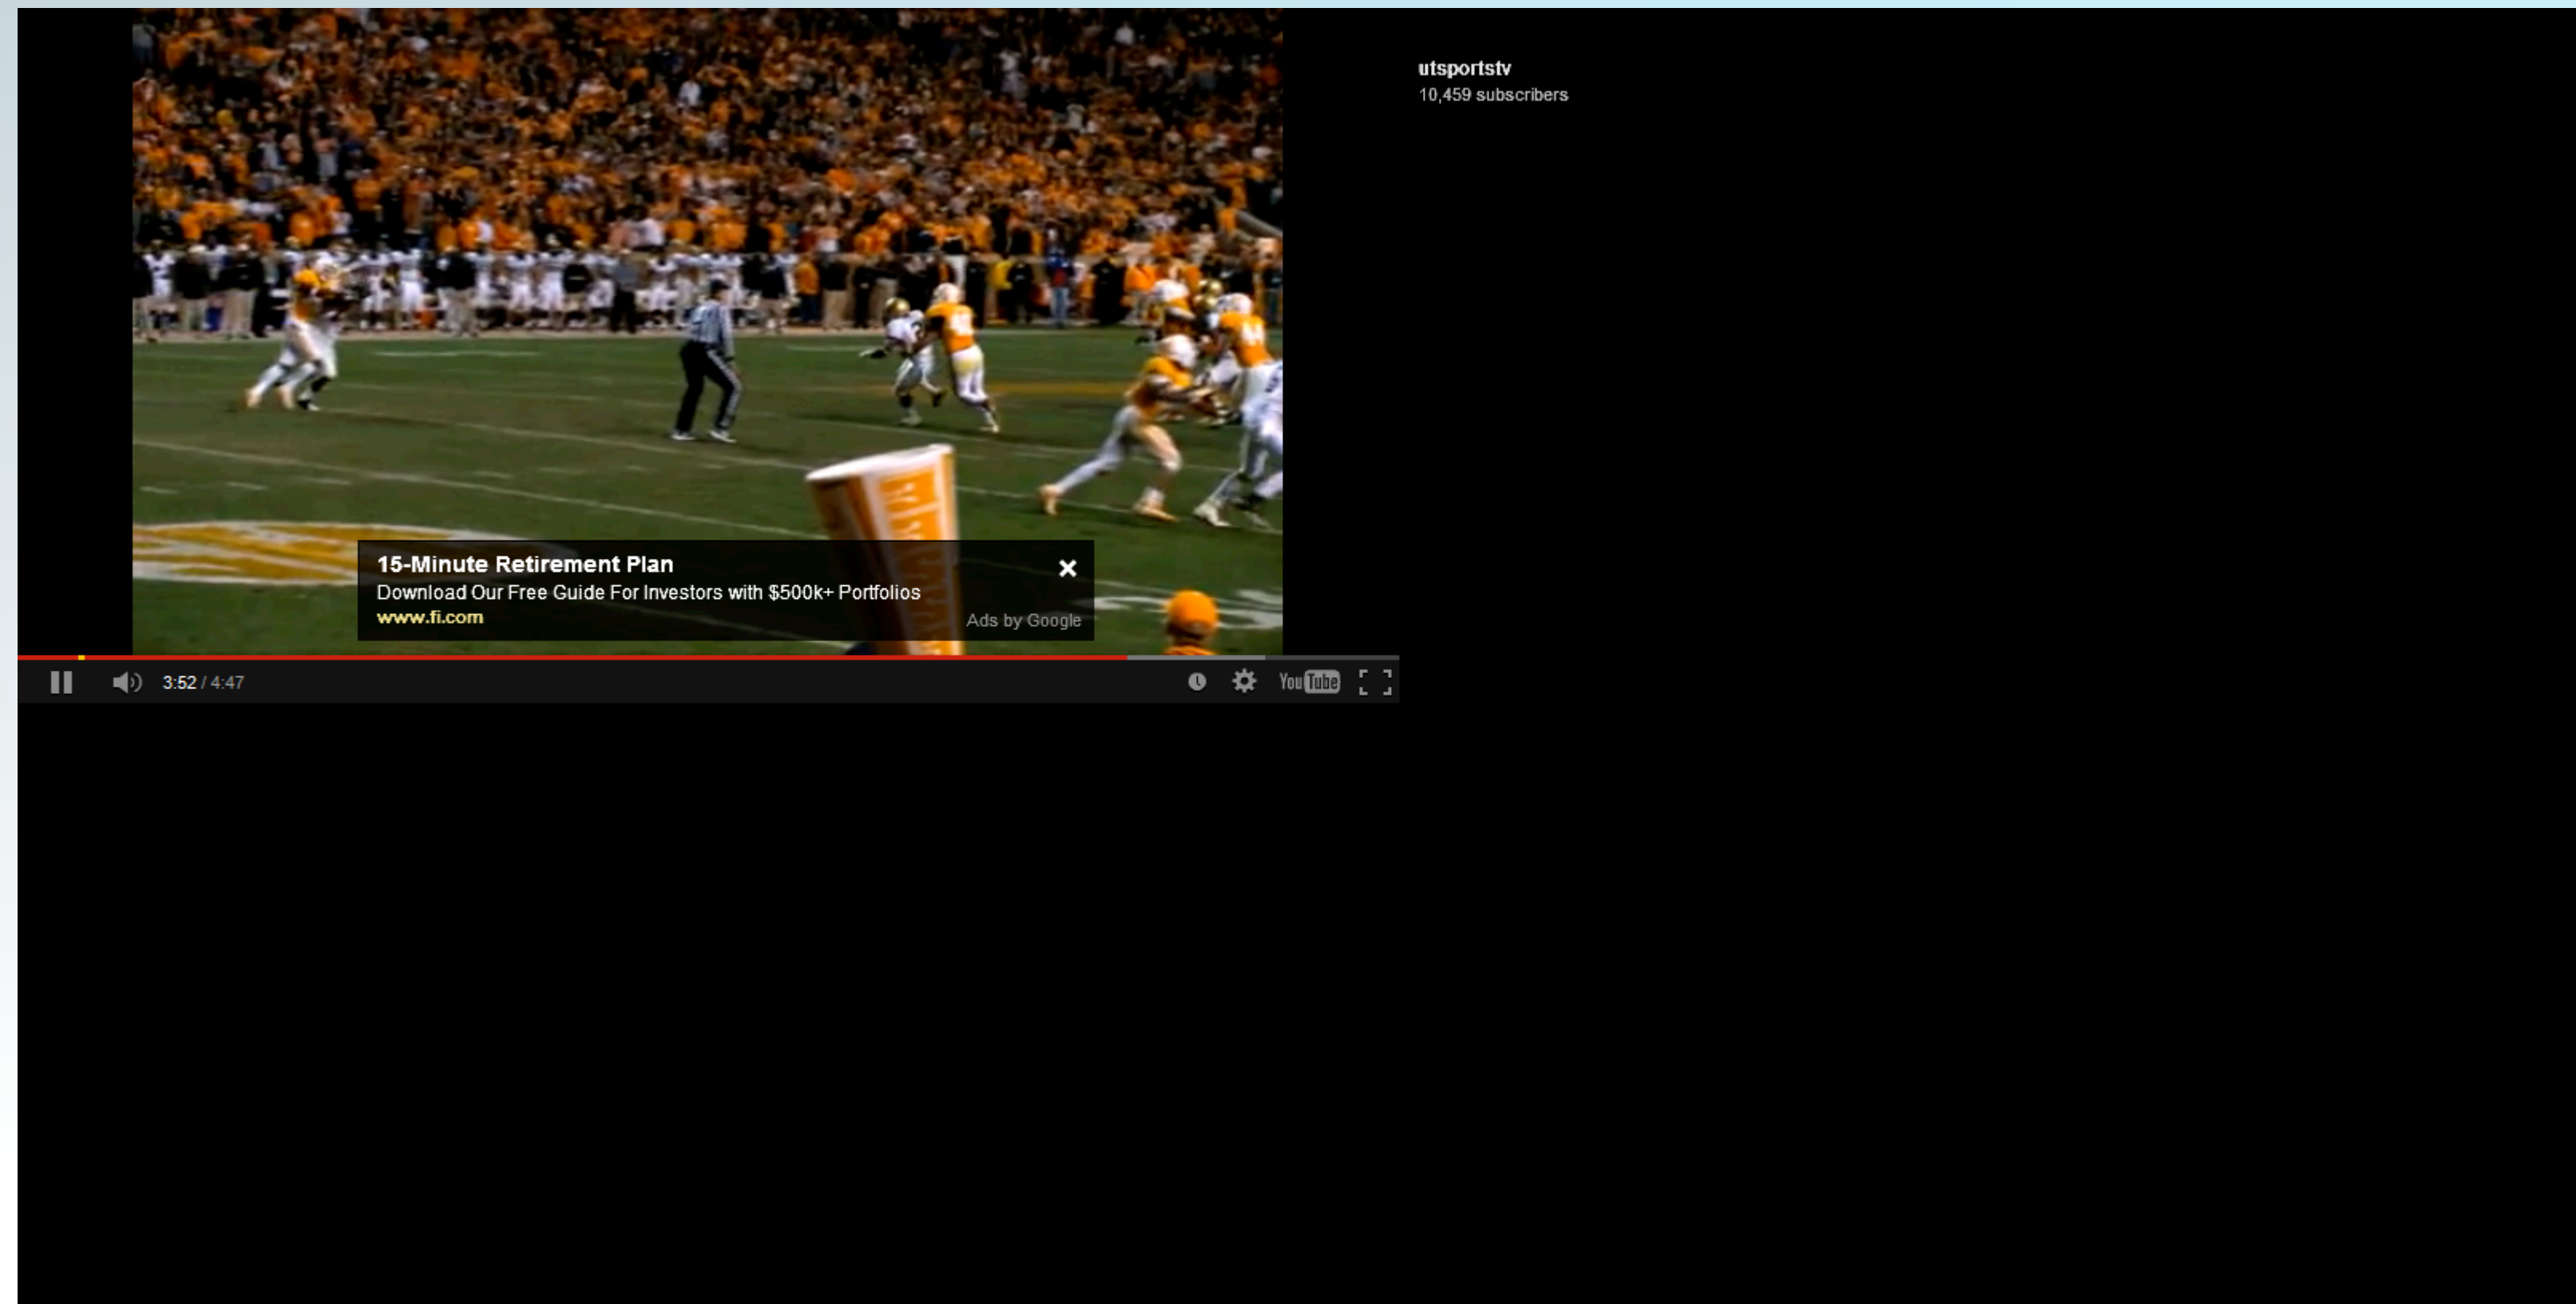 utsportstv
10,459 subscribers
15-Minute Retirement Plan
Download Our Free Guide For Investors with $500k+ Portfolios
www.fi.com
Ads by Google
3:52 / 4:47
YouTube